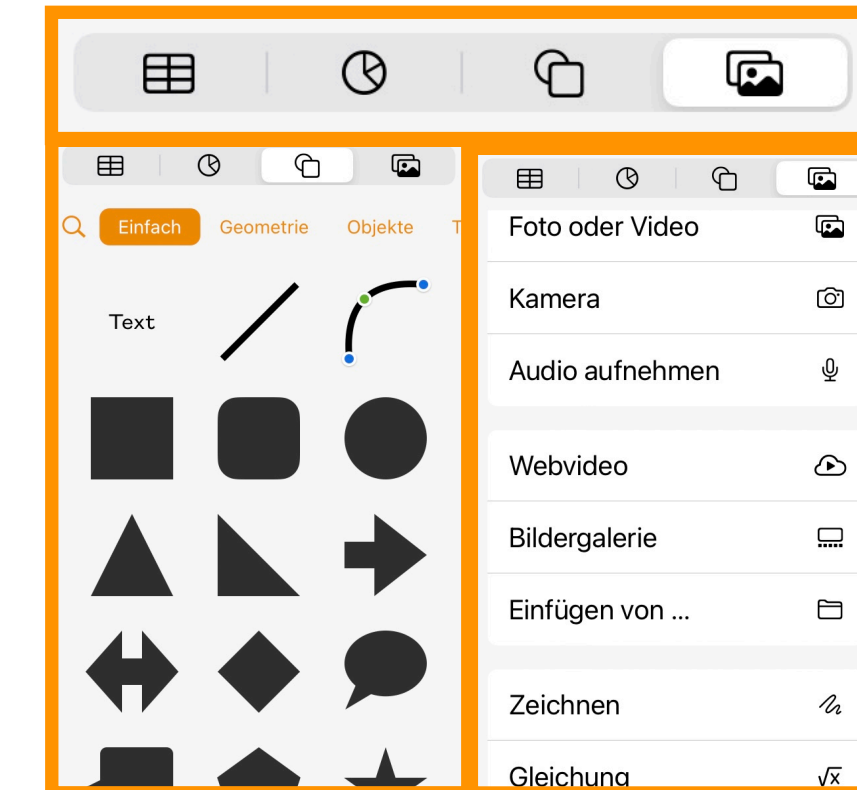 Einfach Geometrie Objekte T
Text
Foto oder Video
Kamera
Audio aufnehmen
Webvideo
Bildergalerie
Einfügen von ...
Zeichnen
Gleichung
√x